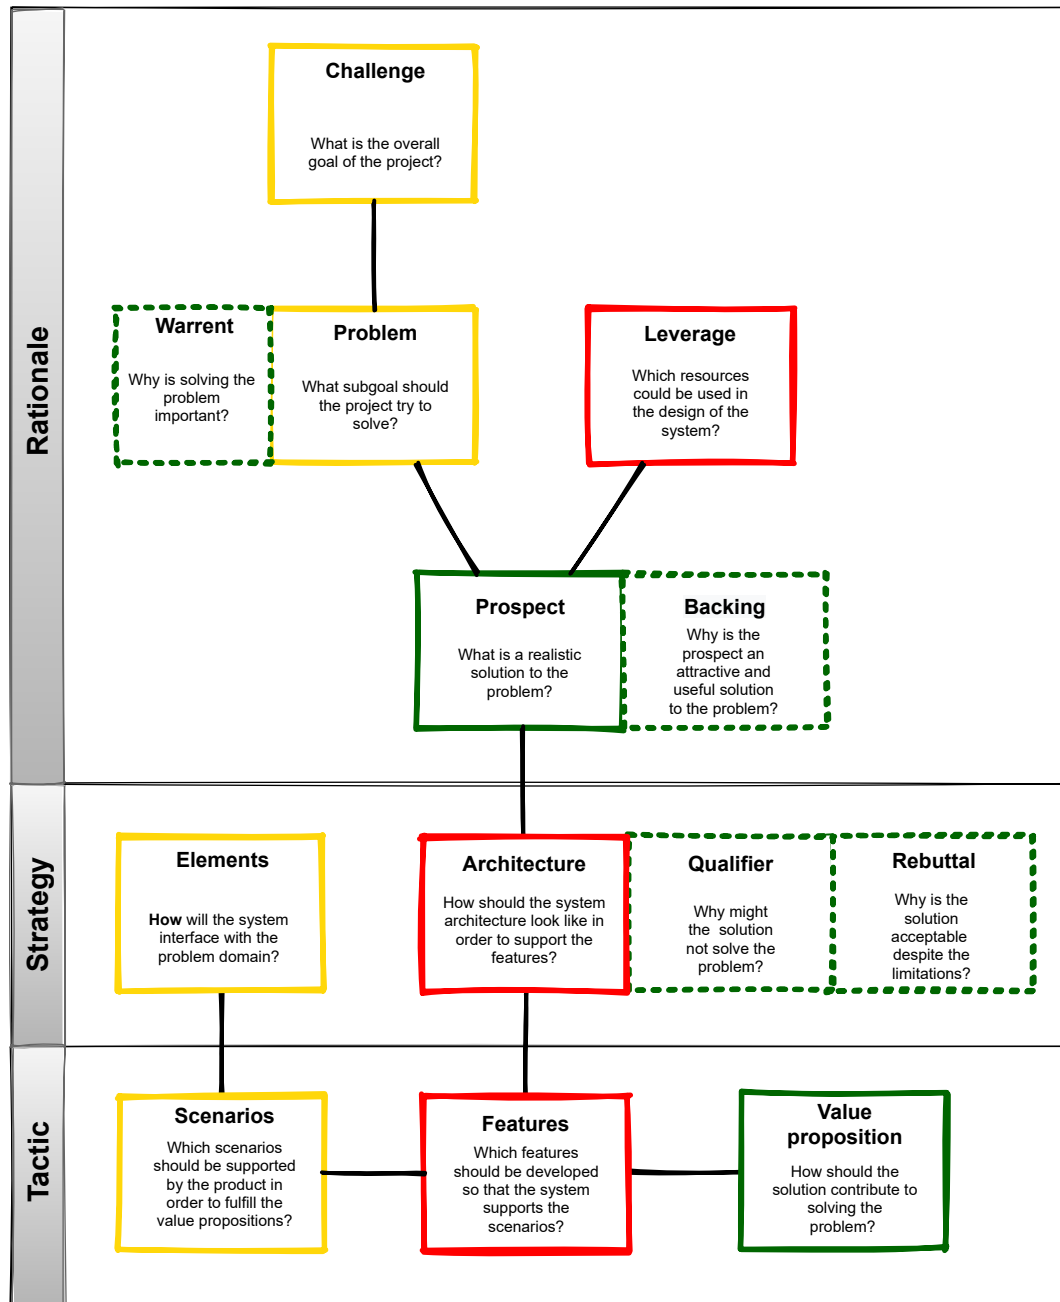 Rationale
Challenge
What is the overall
goal of the project?
Warrent
Why is solving the
problem
important?
Problem
What subgoal should
the project try to
solve?
Leverage
Which resources
could be used in
the design of the
system?
Prospect
What is a realistic
solution to the
problem?
Backing
Why is the
prospect an
attractive and
useful solution
to the problem?
Strategy
Elements
How will the system
interface with the
problem domain?
Architecture
How should the system
architecture look like in
order to support the
features?
Qualifier
Why might
the solution
not solve the
problem?
Rebuttal
Why is the
solution
acceptable
despite the
limitations?
Tactic
Scenarios
Which scenarios
should be supported
by the product in
order to fulfill the
value propositions?
Features
Which features
should be developed
so that the system
supports the
scenarios?
Value
proposition
How should the
solution contribute to
solving the
problem?